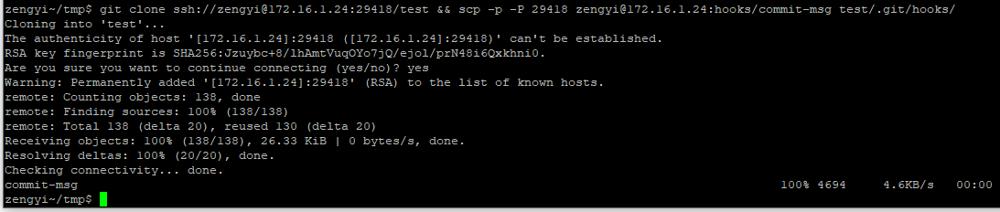 zengyi~/tmp$ git clone ssh://zengyi@172.16.1.24:29418/test && scp -p -P 29418 zengyi@172.16.1.24:hooks/commit-msg test/.git/hooks/
Cloning into 'test'...
The authenticity of host '[172.16.1.24]:29418 ([172.16.1.24]:29418)' can't be established.
RSA key fingerprint is SHA256:Jzuybc+8/lhAmtVuqOYo7jQ/ejol/prN48i6Qxkhni0.
Are you sure you want to continue connecting (yes/no)? yes
Warning: Permanently added '[172.16.1.24]:29418' (RSA) to the list of known hosts.
remote: Counting objects: 138, done
remote: Finding sources: 100% (138/138)
remote: Total 138 (delta 20), reused 130 (delta 20)
Receiving objects: 100% (138/138), 26.33 KiB | 0 bytes/s, done.
Resolving deltas: 100% (20/20), done.
Checking connectivity... done.
commit-msg 100% 4694 4.6KB/s 00:00
zengyi~/tmp$